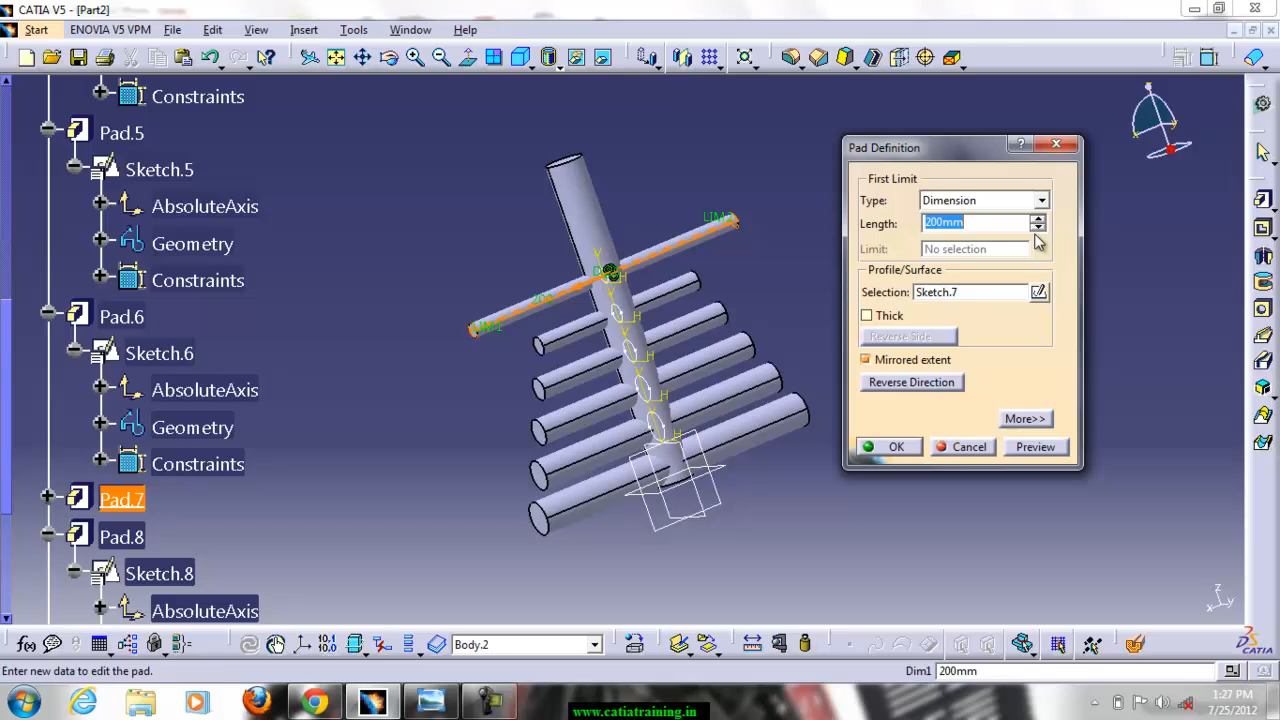 CATIA V5 - [Part2]
Start ENOVIA V5 VPM File Edit View Insert Tools Window Help
Constraints
Pad.5
Sketch.5
AbsoluteAxis
Geometry
Constraints
Pad.6
Sketch.6
AbsoluteAxis
Geometry
Constraints
Pad.7
Pad.8
Sketch.8
AbsoluteAxis
V
H
V
H
V
H
V
H
H
z
x y
Pad Definition
First Limit
Type: Dimension
Length: 200mm
Limit: No selection
Profile/Surface
Selection: Sketch.7
Thick
Reverse Side
Mirrored extent
Reverse Direction
More>>
OK Cancel Preview
f(x) 10.1 Body.2
CATIA
Enter new data to edit the pad. Dim1 200mm
1:27 PM
7/25/2012
www.catiatraining.in